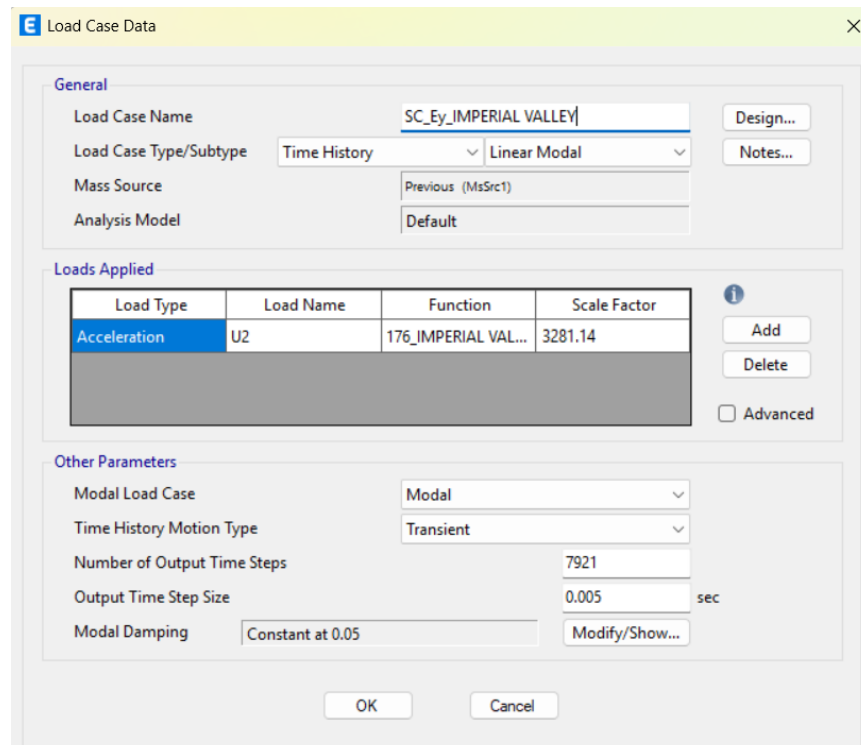 E Load Case Data
General
Load Case Name SC_Ey_IMPERIAL VALLEY Design...
Load Case Type/Subtype Time History Linear Modal Notes...
Mass Source Previous (MsSrc1)
Analysis Model Default
Loads Applied
Load Type Load Name Function Scale Factor
Acceleration U2 176_IMPERIAL VAL... 3281.14
Add
Delete
Advanced
Other Parameters
Modal Load Case Modal
Time History Motion Type Transient
Number of Output Time Steps 7921
Output Time Step Size 0.005 sec
Modal Damping Constant at 0.05 Modify/Show...
OK Cancel